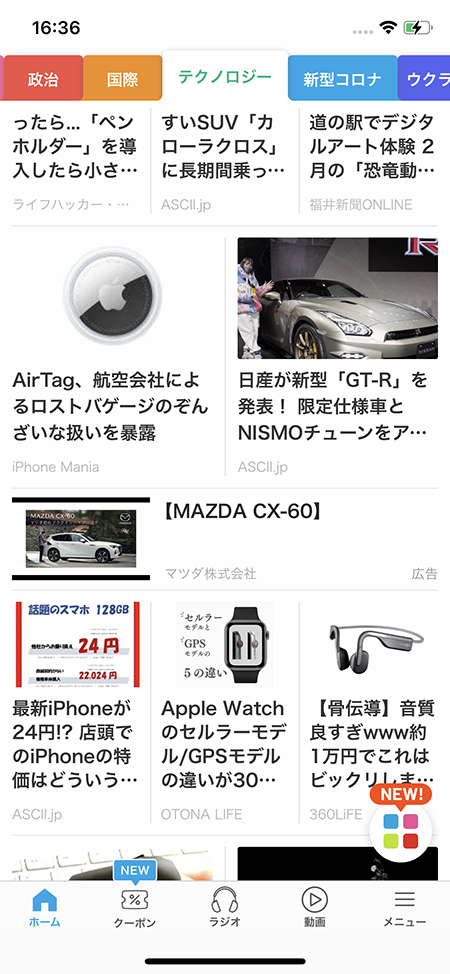 16:36
政治
国際
テクノロジー
新型コロナ
ウクラ
ったら...「ペン
ホルダー」を導
入したら小さ…
ライフハッカー・…
すいSUV「カ
ローラクロス」
に長期間乗っ…
ASCII.jp
道の駅でデジタ
ルアート体験 2
月の「恐竜動…
福井新聞ONLINE
AirTag、航空会社によ
るロストバゲージのぞん
ざいな扱いを暴露
iPhone Mania
日産が新型「GT-R」を
発表！ 限定仕様車と
NISMOチューンをア…
ASCII.jp
MAZDA CX-60
【MAZDA CX-60】
マツダ株式会社
広告
話題のスマホ 128GB
他社からお乗り換え
24円
22,024円
最新iPhoneが
24円!? 店頭で
のiPhoneの特
価はどういう…
ASCII.jp
セルラー
モデルと
GPS
モデルの
5の違い
Apple Watch
のセルラーモデ
ル/GPSモデル
の違いが30…
OTONA LIFE
【骨伝導】音質
良すぎwww約
1万円でこれは
ビックリしま…
360LiFE
NEW!
NEW
ホーム
クーポン
ラジオ
動画
メニュー